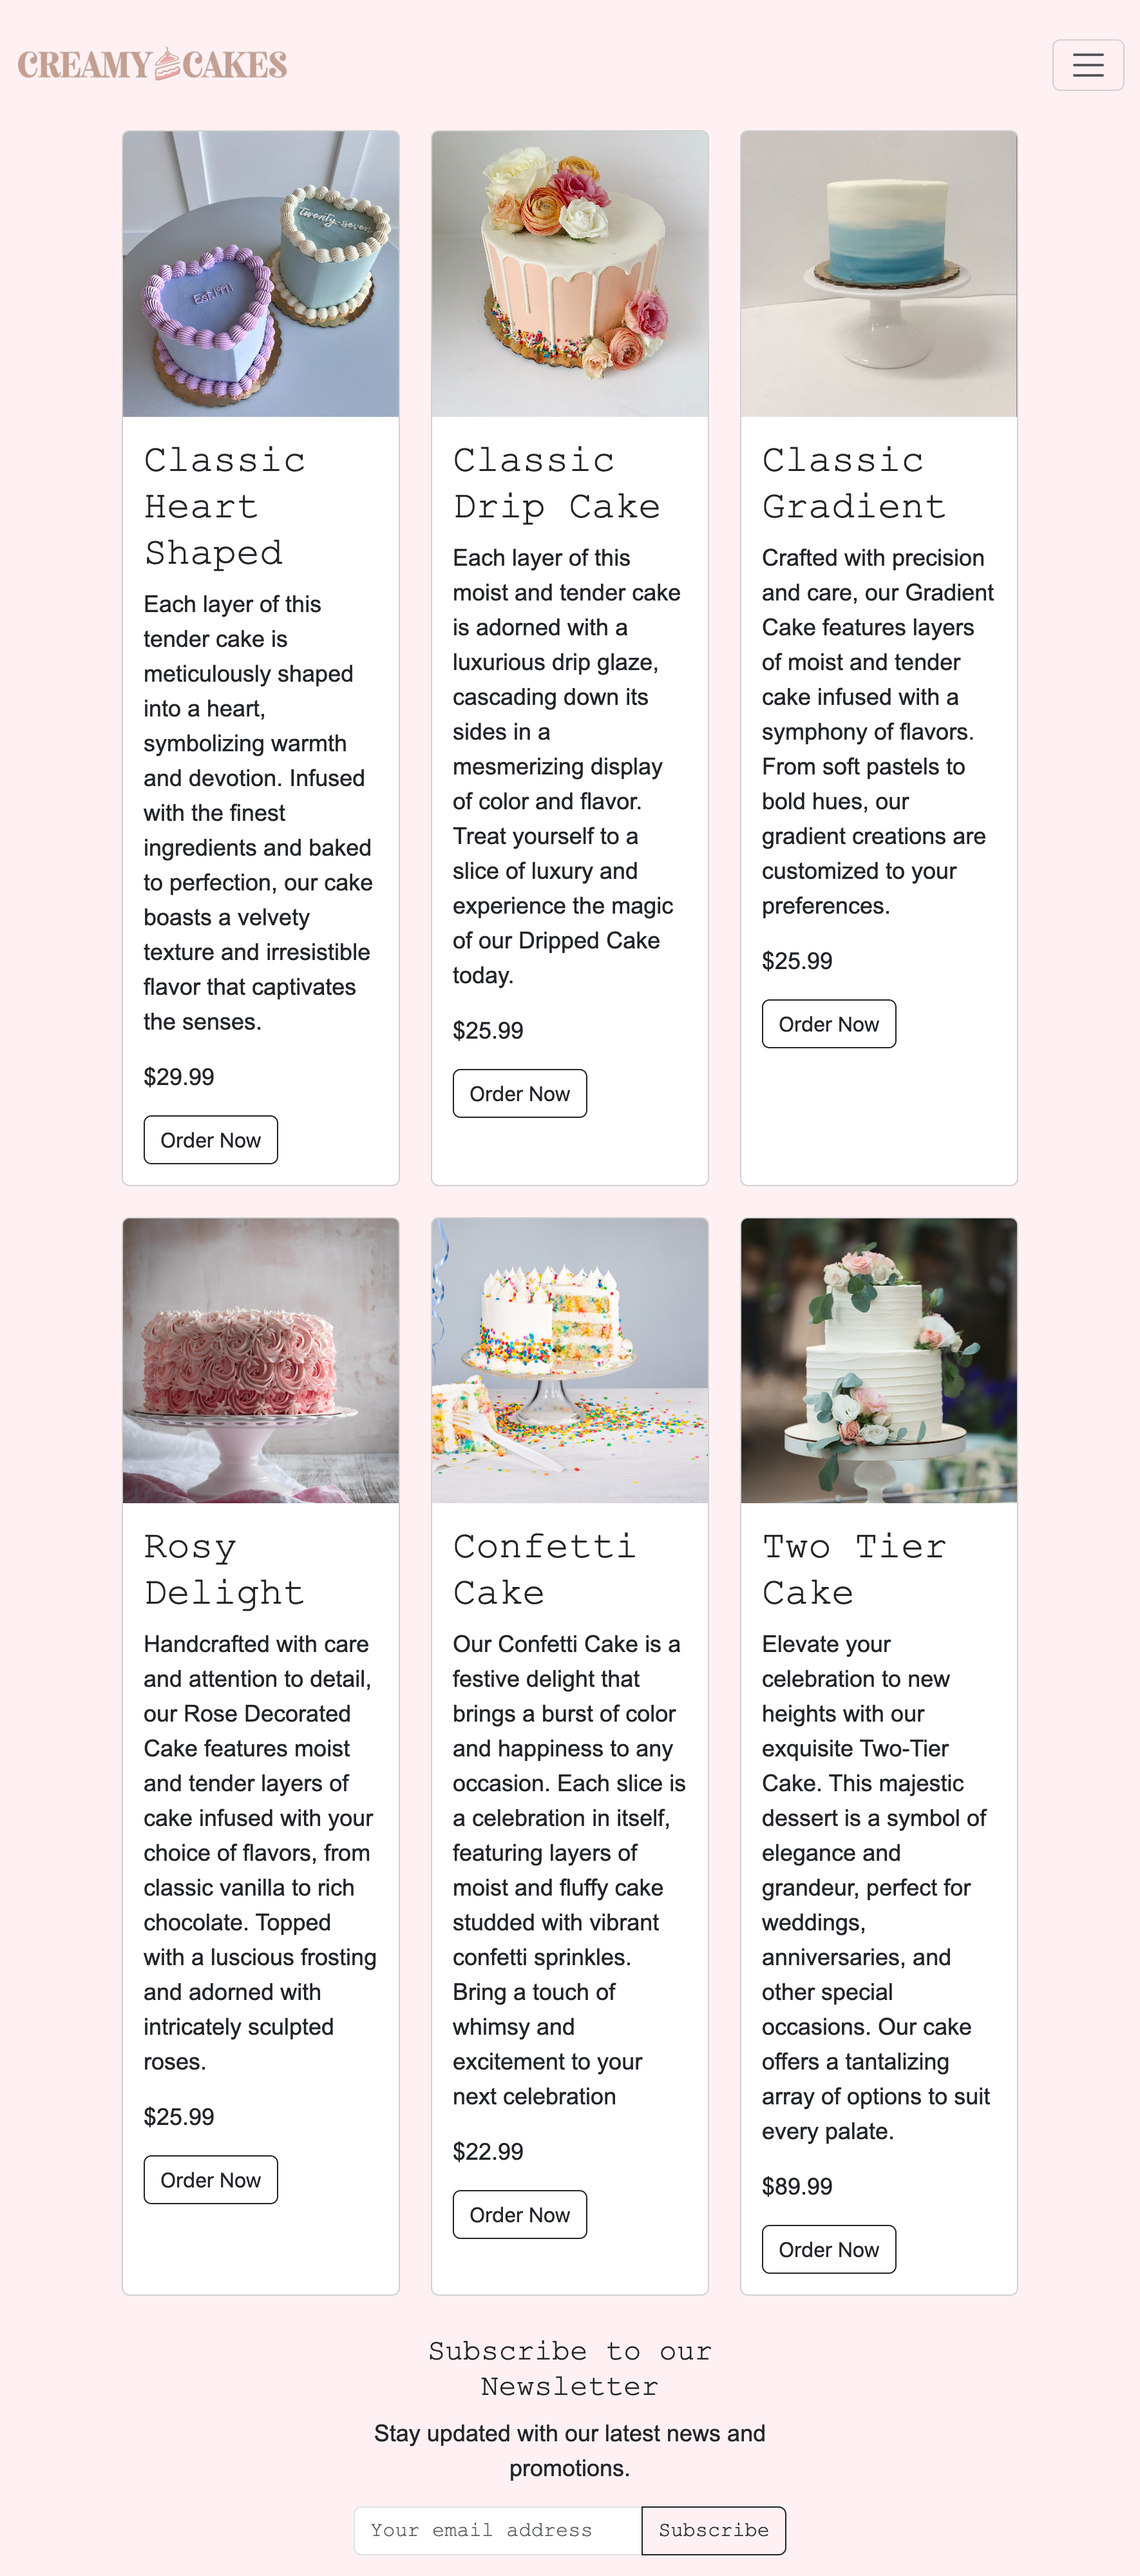 CREAMY CAKES
twenty-seven
Est.1971
Classic
Heart
Shaped
Each layer of this
tender cake is
meticulously shaped
into a heart,
symbolizing warmth
and devotion. Infused
with the finest
ingredients and baked
to perfection, our cake
boasts a velvety
texture and irresistible
flavor that captivates
the senses.
$29.99
Order Now
Classic
Drip Cake
Each layer of this
moist and tender cake
is adorned with a
luxurious drip glaze,
cascading down its
sides in a
mesmerizing display
of color and flavor.
Treat yourself to a
slice of luxury and
experience the magic
of our Dripped Cake
today.
$25.99
Order Now
Classic
Gradient
Crafted with precision
and care, our Gradient
Cake features layers
of moist and tender
cake infused with a
symphony of flavors.
From soft pastels to
bold hues, our
gradient creations are
customized to your
preferences.
$25.99
Order Now
Rosy
Delight
Handcrafted with care
and attention to detail,
our Rose Decorated
Cake features moist
and tender layers of
cake infused with your
choice of flavors, from
classic vanilla to rich
chocolate. Topped
with a luscious frosting
and adorned with
intricately sculpted
roses.
$25.99
Order Now
Confetti
Cake
Our Confetti Cake is a
festive delight that
brings a burst of color
and happiness to any
occasion. Each slice is
a celebration in itself,
featuring layers of
moist and fluffy cake
studded with vibrant
confetti sprinkles.
Bring a touch of
whimsy and
excitement to your
next celebration
$22.99
Order Now
Two Tier
Cake
Elevate your
celebration to new
heights with our
exquisite Two-Tier
Cake. This majestic
dessert is a symbol of
elegance and
grandeur, perfect for
weddings,
anniversaries, and
other special
occasions. Our cake
offers a tantalizing
array of options to suit
every palate.
$89.99
Order Now
Subscribe to our
Newsletter
Stay updated with our latest news and
promotions.
Your email address
Subscribe